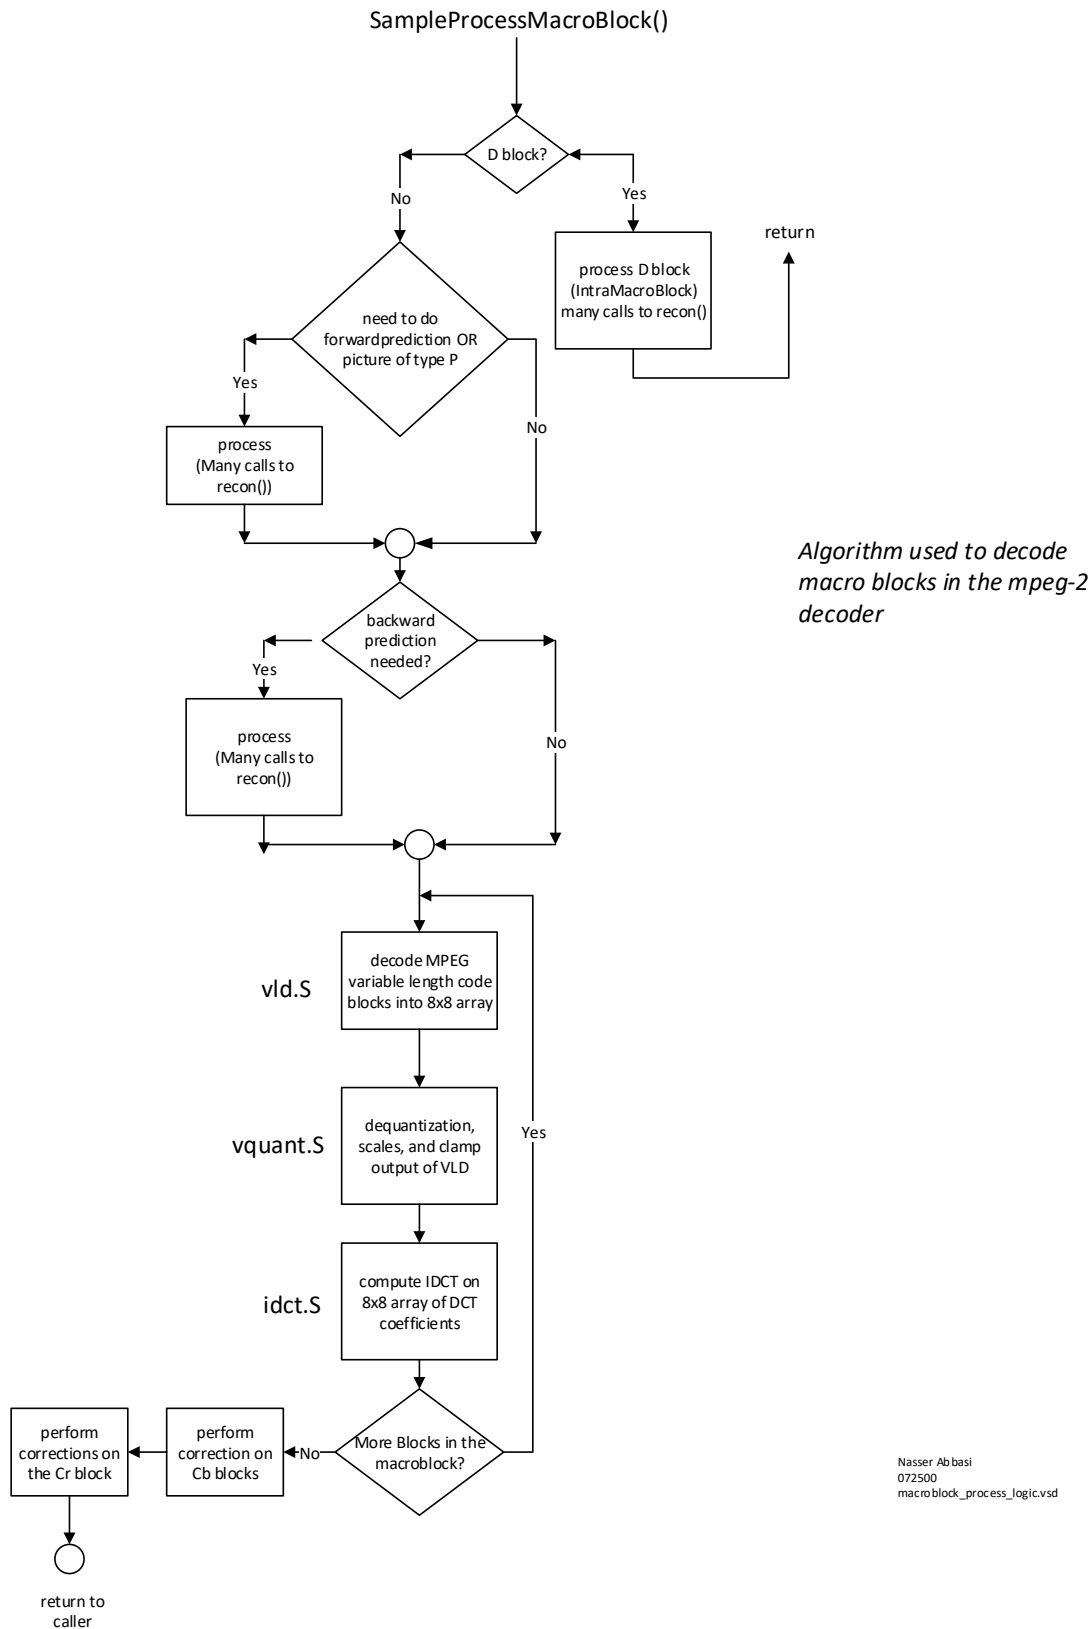 SampleProcessMacroBlock()
D block?
No
Yes
return
process D block
(IntraMacroBlock)
many calls to recon()
need to do
forwardprediction OR
picture of type P
Yes
No
process
(Many calls to
recon())
Algorithm used to decode
macro blocks in the mpeg-2
decoder
backward
prediction
needed?
Yes
No
process
(Many calls to
recon())
vld.S
decode MPEG
variable length code
blocks into 8x8 array
vquant.S
dequantization,
scales, and clamp
output of VLD
Yes
idct.S
compute IDCT on
8x8 array of DCT
coefficients
More Blocks in the
macroblock?
No
perform
correction on
Cb blocks
perform
corrections on
the Cr block
return to
caller
Nasser Abbasi
072500
macroblock_process_logic.vsd